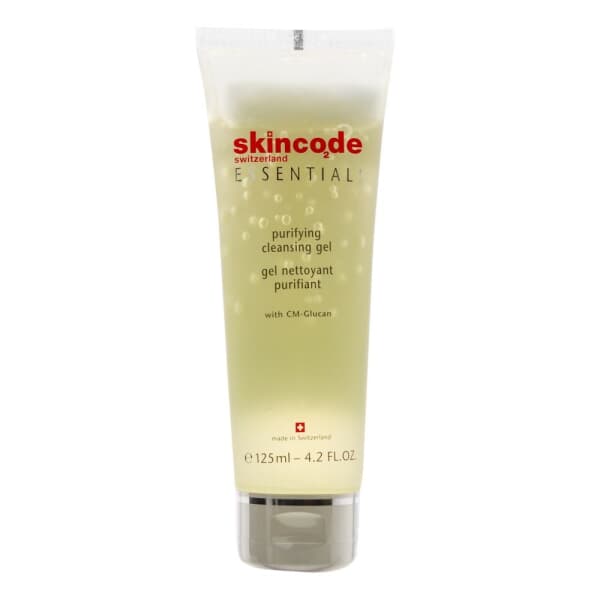 skinco2de
switzerland
ESSENTIALS
purifying
cleansing gel
gel nettoyant
purifiant
with CM-Glucan
made in Switzerland
℮ 125 ml – 4.2 FL.OZ.